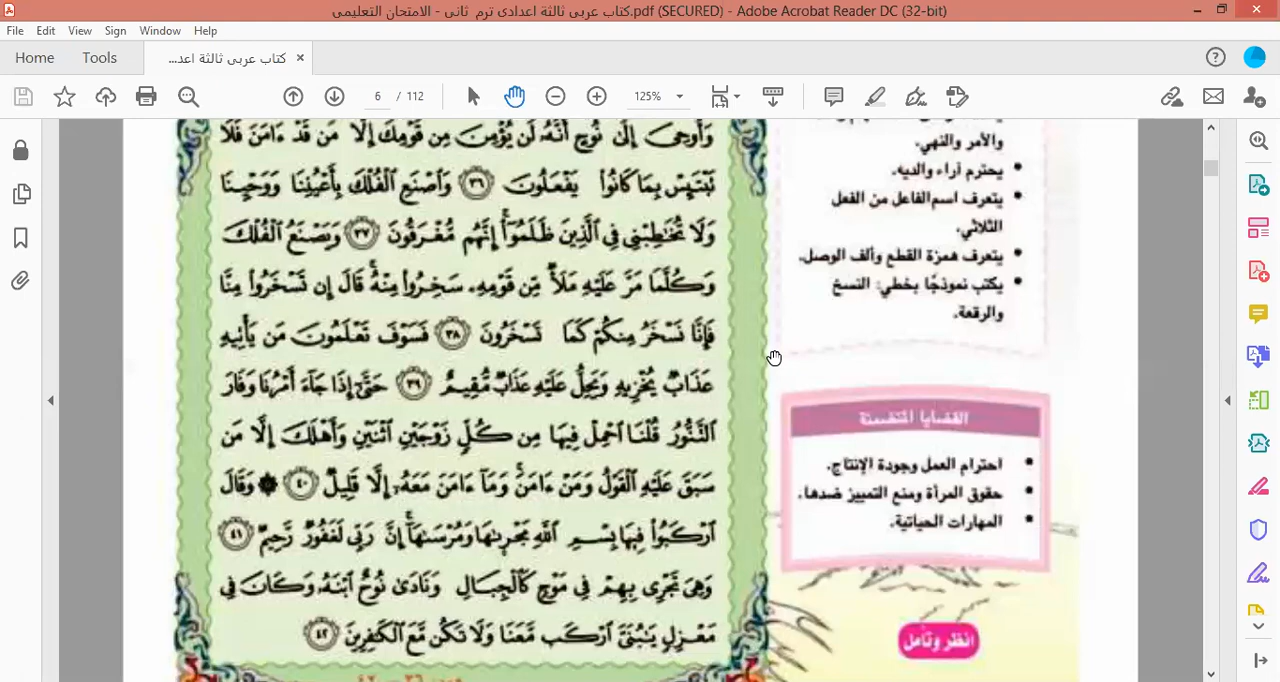 كتاب عربى ثالثة اعدادى ترم ثانى - الامتحان التعليمى.pdf (SECURED) - Adobe Acrobat Reader DC (32-bit)
File Edit View Sign Window Help
Home Tools كتاب عربى ثالثة اعد... ×
6 / 112 125%
وَأُوحِىَ إِلَىٰ نُوحٍ أَنَّهُۥ لَن يُؤْمِنَ مِن قَوْمِكَ إِلَّا مَن قَدْ ءَامَنَ فَلَا
تَبْتَئِسْ بِمَا كَانُوا۟ يَفْعَلُونَ ٣٦ وَٱصْنَعِ ٱلْفُلْكَ بِأَعْيُنِنَا وَوَحْيِنَا
وَلَا تُخَٰطِبْنِى فِى ٱلَّذِينَ ظَلَمُوٓا۟ إِنَّهُم مُّغْرَقُونَ ٣٧ وَيَصْنَعُ ٱلْفُلْكَ
وَكُلَّمَا مَرَّ عَلَيْهِ مَلَأٌ مِّن قَوْمِهِۦ سَخِرُوا۟ مِنْهُ قَالَ إِن تَسْخَرُوا۟ مِنَّا
فَإِنَّا نَسْخَرُ مِنكُمْ كَمَا تَسْخَرُونَ ٣٨ فَسَوْفَ تَعْلَمُونَ مَن يَأْتِيهِ
عَذَابٌ يُخْزِيهِ وَيَحِلُّ عَلَيْهِ عَذَابٌ مُّقِيمٌ ٣٩ حَتَّىٰٓ إِذَا جَآءَ أَمْرُنَا وَفَارَ
ٱلتَّنُّورُ قُلْنَا ٱحْمِلْ فِيهَا مِن كُلٍّ زَوْجَيْنِ ٱثْنَيْنِ وَأَهْلَكَ إِلَّا مَن
سَبَقَ عَلَيْهِ ٱلْقَوْلُ وَمَنْ ءَامَنَ وَمَآ ءَامَنَ مَعَهُۥٓ إِلَّا قَلِيلٌ ٤٠ ۞ وَقَالَ
ٱرْكَبُوا۟ فِيهَا بِسْمِ ٱللَّهِ مَجْر۪ىٰهَا وَمُرْسَىٰهَآ إِنَّ رَبِّى لَغَفُورٌ رَّحِيمٌ ٤١
وَهِىَ تَجْرِى بِهِمْ فِى مَوْجٍ كَٱلْجِبَالِ وَنَادَىٰ نُوحٌ ٱبْنَهُۥ وَكَانَ فِى
مَعْزِلٍ يَٰبُنَىَّ ٱرْكَب مَّعَنَا وَلَا تَكُن مَّعَ ٱلْكَٰفِرِينَ ٤٢
والأمر والنهي.
• يحترم آراء والديه.
• يتعرف اسم الفاعل من الفعل
الثلاثي.
• يتعرف همزة القطع وألف الوصل.
• يكتب نموذجًا بخطي: النسخ
والرقعة.
القضايا المتضمنة
• احترام العمل وجودة الإنتاج.
• حقوق المرأة ومنع التمييز ضدها.
• المهارات الحياتية.
انظر وتأمل